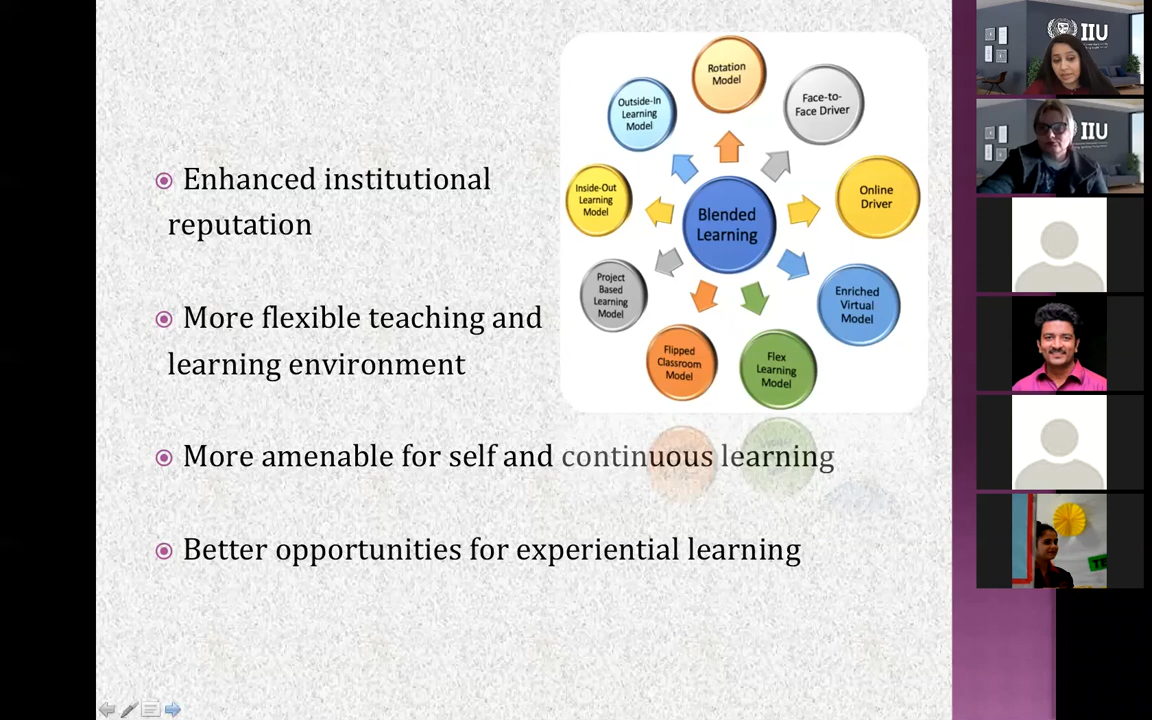 Enhanced institutional
reputation
More flexible teaching and
learning environment
More amenable for self and continuous learning
Better opportunities for experiential learning
Rotation
Model
Face-to-
Face Driver
Online
Driver
Enriched
Virtual
Model
Flex
Learning
Model
Flipped
Classroom
Model
Project
Based
Learning
Model
Inside-Out
Learning
Model
Outside-In
Learning
Model
Blended
Learning
IIU
IIU